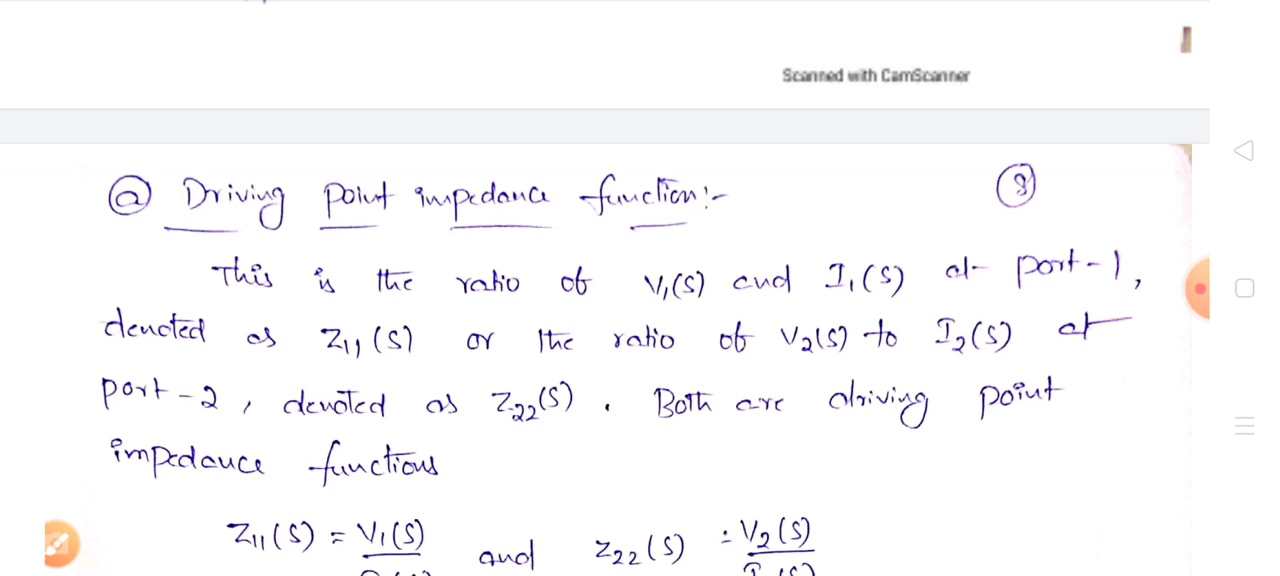 Scanned with CamScanner
ⓐ Driving point impedance function:-
This is the ratio of V₁(S) and I₁(S) at port-1,
denoted as Z₁₁(S) or the ratio of V₂(S) to I₂(S) at
port-2, denoted as Z₂₂(S). Both are driving point
impedance functions
Z₁₁(S) = V₁(S) and Z₂₂(S) = V₂(S)